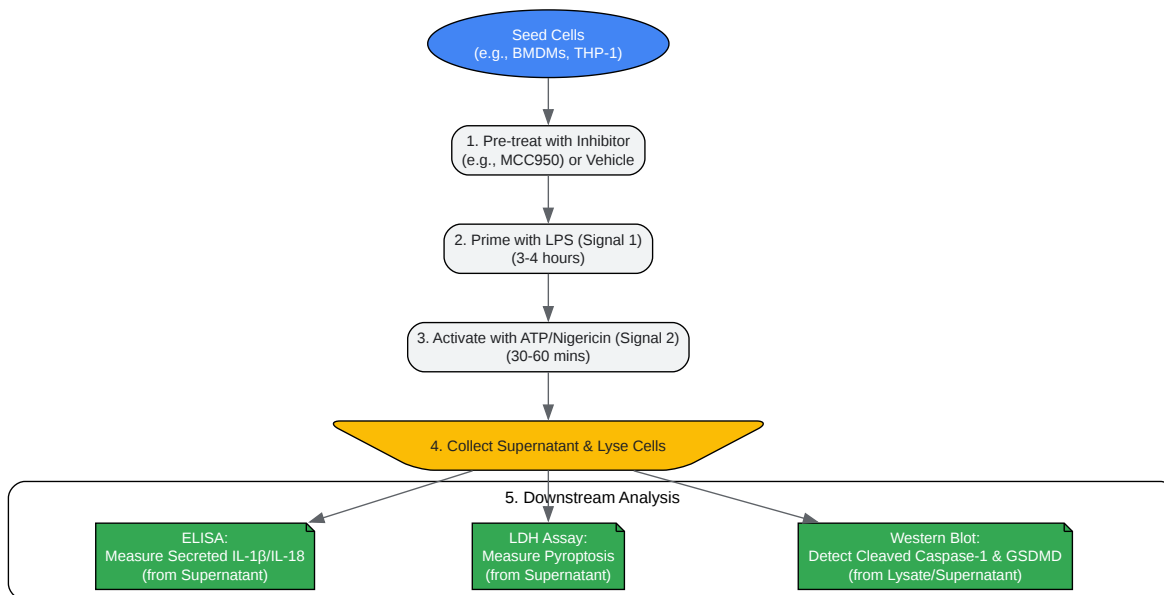 Seed Cells
(e.g., BMDMs, THP-1)
1. Pre-treat with Inhibitor
(e.g., MCC950) or Vehicle
2. Prime with LPS (Signal 1)
(3-4 hours)
3. Activate with ATP/Nigericin (Signal 2)
(30-60 mins)
4. Collect Supernatant & Lyse Cells
5. Downstream Analysis
ELISA:
Measure Secreted IL-1β/IL-18
(from Supernatant)
LDH Assay:
Measure Pyroptosis
(from Supernatant)
Western Blot:
Detect Cleaved Caspase-1 & GSDMD
(from Lysate/Supernatant)